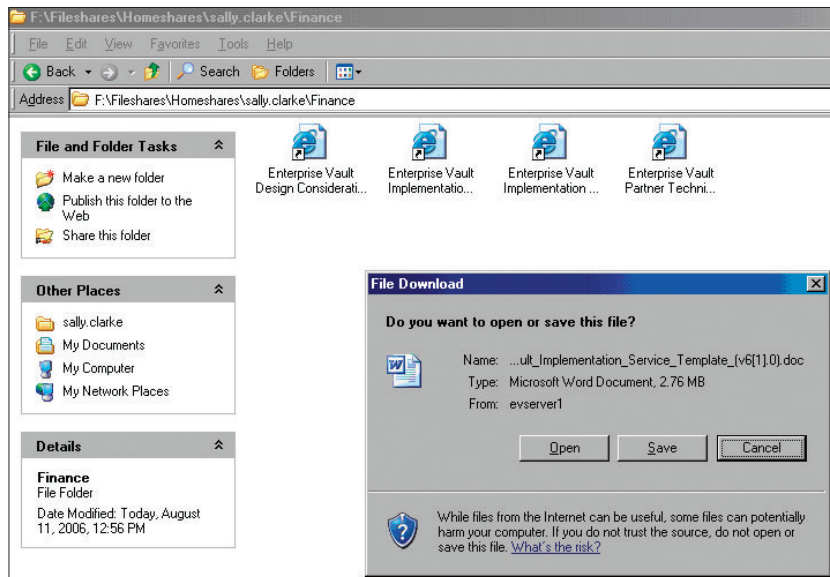 F:\Fileshares\Homeshares\sally.clarke\Finance
File Edit View Favorites Tools Help
Back Search Folders
Address F:\Fileshares\Homeshares\sally.clarke\Finance
File and Folder Tasks
Make a new folder
Publish this folder to the
Web
Share this folder
Other Places
sally.clarke
My Documents
My Computer
My Network Places
Details
Finance
File Folder
Date Modified: Today, August
11, 2006, 12:56 PM
Enterprise Vault
Design Considerati...
Enterprise Vault
Implementatio...
Enterprise Vault
Implementation ...
Enterprise Vault
Partner Techni...
File Download
Do you want to open or save this file?
Name: ...ult_Implementation_Service_Template_(v6[1].0).doc
Type: Microsoft Word Document, 2.76 MB
From: evserver1
Open Save Cancel
While files from the Internet can be useful, some files can potentially
harm your computer. If you do not trust the source, do not open or
save this file. What's the risk?